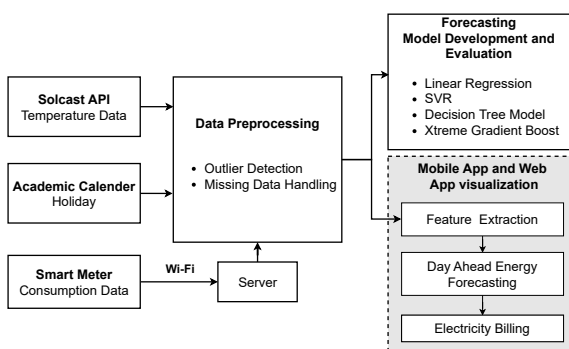 Solcast API
Temperature Data
Academic Calender
Holiday
Smart Meter
Consumption Data
Wi-Fi
Server
Data Preprocessing
• Outlier Detection
• Missing Data Handling
Forecasting
Model Development and
Evaluation
• Linear Regression
• SVR
• Decision Tree Model
• Xtreme Gradient Boost
Mobile App and Web
App visualization
Feature Extraction
Day Ahead Energy
Forecasting
Electricity Billing